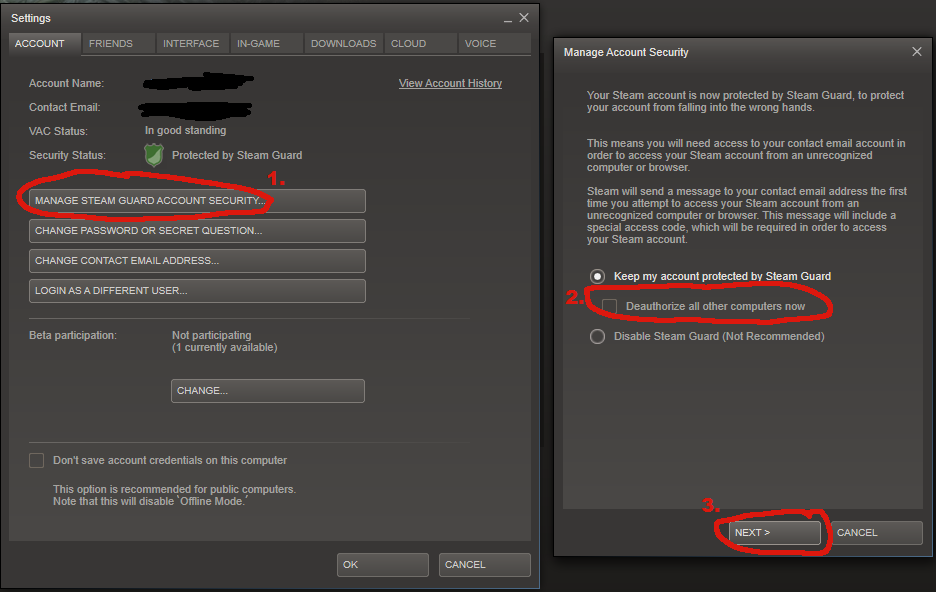 Settings
ACCOUNT
FRIENDS
INTERFACE
IN-GAME
DOWNLOADS
CLOUD
VOICE
Account Name:
View Account History
Contact Email:
VAC Status:
In good standing
Security Status:
Protected by Steam Guard
1.
MANAGE STEAM GUARD ACCOUNT SECURITY...
CHANGE PASSWORD OR SECRET QUESTION...
CHANGE CONTACT EMAIL ADDRESS...
LOGIN AS A DIFFERENT USER...
Beta participation:
Not participating
(1 currently available)
CHANGE...
Don't save account credentials on this computer
This option is recommended for public computers.
Note that this will disable `Offline Mode.'
OK
CANCEL
Manage Account Security
Your Steam account is now protected by Steam Guard, to protect
your account from falling into the wrong hands.
This means you will need access to your contact email account in
order to access your Steam account from an unrecognized
computer or browser.
Steam will send a message to your contact email address the first
time you attempt to access your Steam account from an
unrecognized computer or browser. This message will include a
special access code, which will be required in order to access
your Steam account.
Keep my account protected by Steam Guard
2.
Deauthorize all other computers now
Disable Steam Guard (Not Recommended)
3.
NEXT >
CANCEL